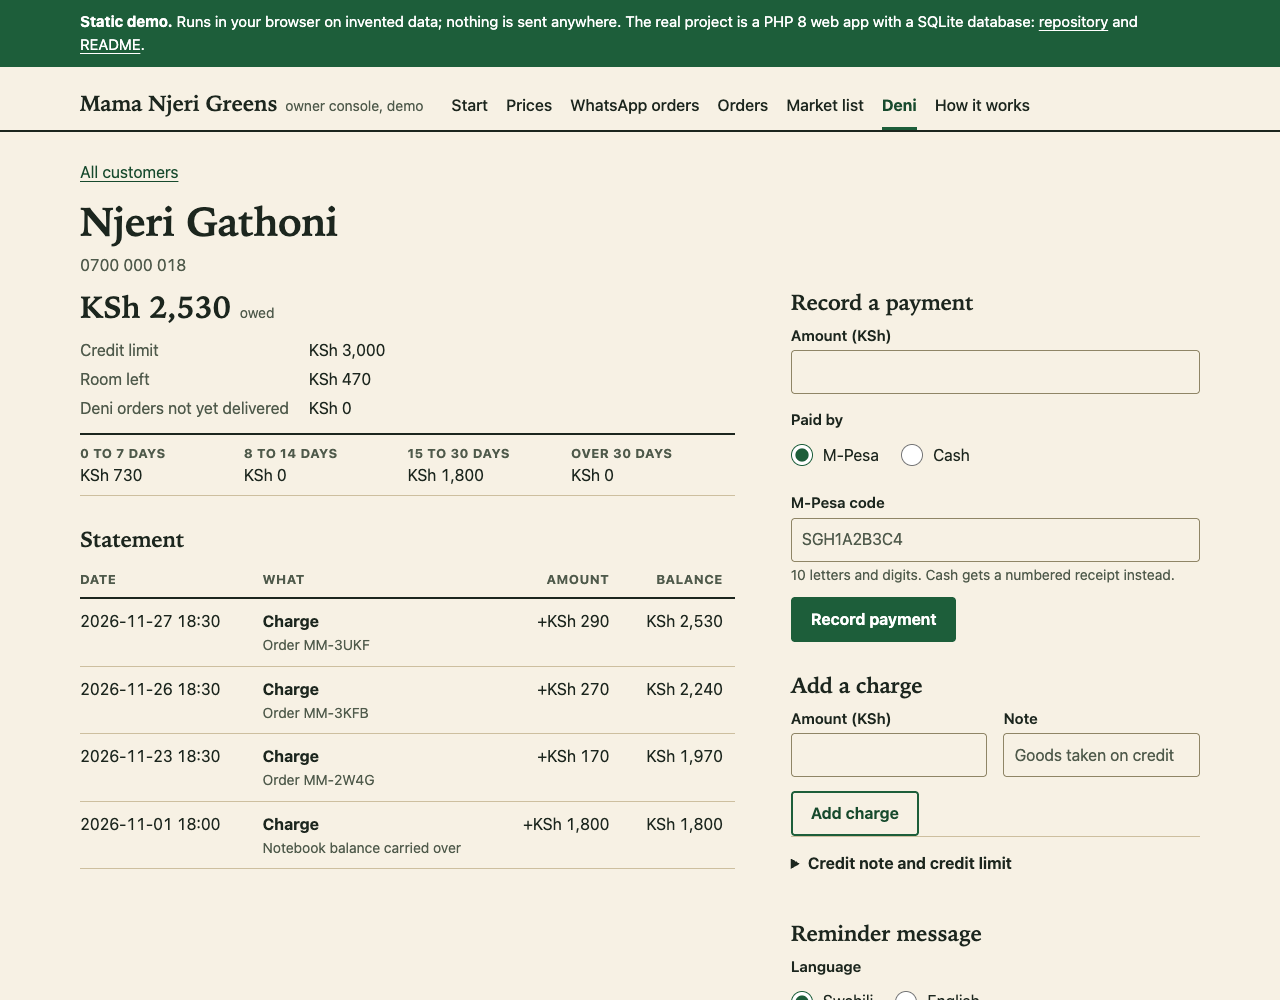 Static demo. Runs in your browser on invented data; nothing is sent anywhere. The real project is a PHP 8 web app with a SQLite database: repository and
README.
Mama Njeri Greens owner console, demo Start Prices WhatsApp orders Orders Market list Deni How it works
All customers
Njeri Gathoni
0700 000 018
KSh 2,530 owed
Credit limit KSh 3,000
Room left KSh 470
Deni orders not yet delivered KSh 0
0 TO 7 DAYS 8 TO 14 DAYS 15 TO 30 DAYS OVER 30 DAYS
KSh 730 KSh 0 KSh 1,800 KSh 0
Statement
DATE WHAT AMOUNT BALANCE
2026-11-27 18:30 Charge +KSh 290 KSh 2,530
Order MM-3UKF
2026-11-26 18:30 Charge +KSh 270 KSh 2,240
Order MM-3KFB
2026-11-23 18:30 Charge +KSh 170 KSh 1,970
Order MM-2W4G
2026-11-01 18:00 Charge +KSh 1,800 KSh 1,800
Notebook balance carried over
Record a payment
Amount (KSh)
Paid by
M-Pesa Cash
M-Pesa code
SGH1A2B3C4
10 letters and digits. Cash gets a numbered receipt instead.
Record payment
Add a charge
Amount (KSh) Note
Goods taken on credit
Add charge
Credit note and credit limit
Reminder message
Language
Swahili English